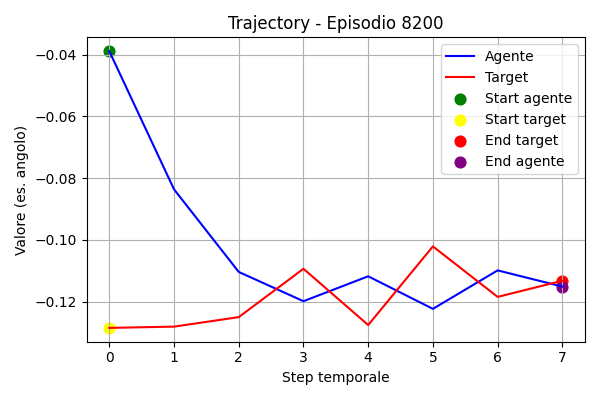 Trajectory - Episodio 8200
Agente
Target
Start agente
Start target
End target
End agente
Valore (es. angolo)
−0.04
−0.06
−0.08
−0.10
−0.12
0 1 2 3 4 5 6 7
Step temporale